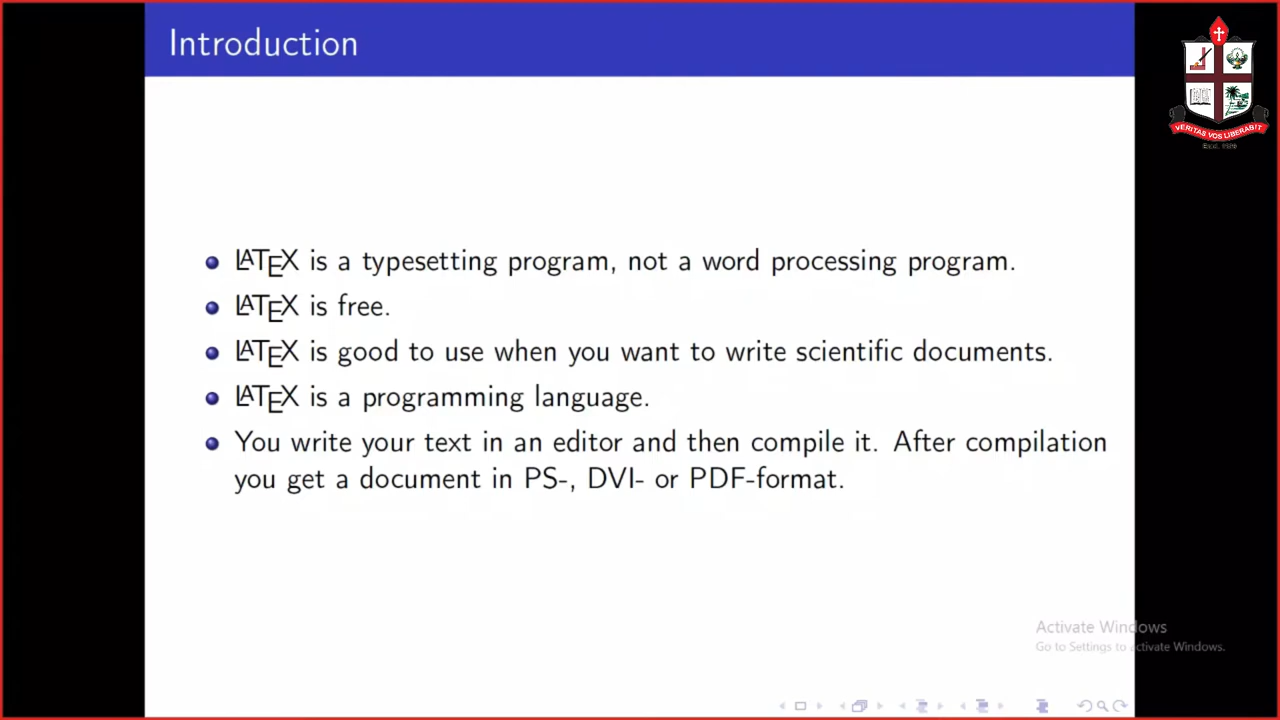 Introduction
VERITAS VOS LIBERABIT
LATEX is a typesetting program, not a word processing program.
LATEX is free.
LATEX is good to use when you want to write scientific documents.
LATEX is a programming language.
You write your text in an editor and then compile it. After compilation
you get a document in PS-, DVI- or PDF-format.
Activate Windows
Go to Settings to activate Windows.